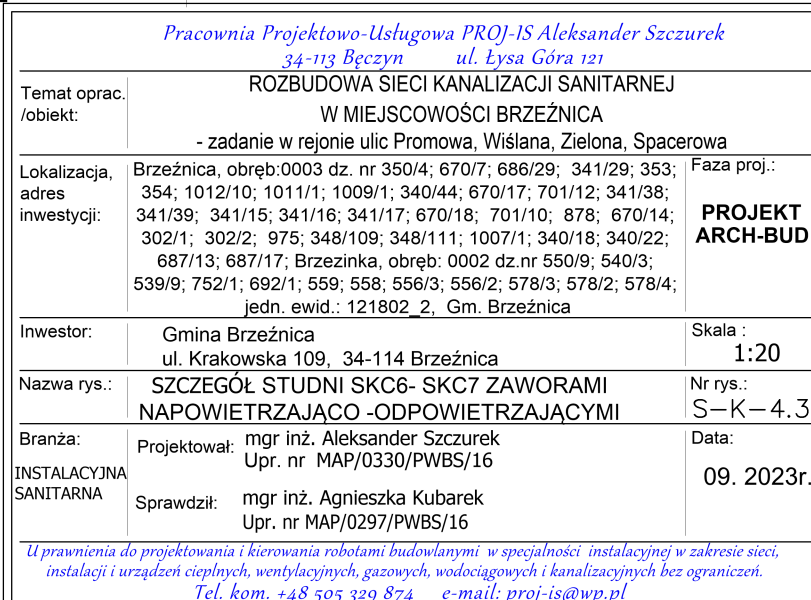 Pracownia Projektowo-Usługowa PROJ-IS Aleksander Szczurek
34-113 Bęczyn ul. Łysa Góra 121
Temat oprac.
/obiekt:
ROZBUDOWA SIECI KANALIZACJI SANITARNEJ
W MIEJSCOWOŚCI BRZEŹNICA
- zadanie w rejonie ulic Promowa, Wiślana, Zielona, Spacerowa
Lokalizacja,
adres
inwestycji:
Brzeźnica, obręb:0003 dz. nr 350/4; 670/7; 686/29; 341/29; 353;
354; 1012/10; 1011/1; 1009/1; 340/44; 670/17; 701/12; 341/38;
341/39; 341/15; 341/16; 341/17; 670/18; 701/10; 878; 670/14;
302/1; 302/2; 975; 348/109; 348/111; 1007/1; 340/18; 340/22;
687/13; 687/17; Brzezinka, obręb: 0002 dz.nr 550/9; 540/3;
539/9; 752/1; 692/1; 559; 558; 556/3; 556/2; 578/3; 578/2; 578/4;
jedn. ewid.: 121802_2, Gm. Brzeźnica
Faza proj.:
PROJEKT
ARCH-BUD
Inwestor:
Gmina Brzeźnica
ul. Krakowska 109, 34-114 Brzeźnica
Skala :
1:20
Nazwa rys.:
SZCZEGÓŁ STUDNI SKC6- SKC7 ZAWORAMI
NAPOWIETRZAJĄCO -ODPOWIETRZAJĄCYMI
Nr rys.:
S-K-4.3
Branża:
INSTALACYJNA
SANITARNA
Projektował:
mgr inż. Aleksander Szczurek
Upr. nr MAP/0330/PWBS/16
Sprawdził:
mgr inż. Agnieszka Kubarek
Upr. nr MAP/0297/PWBS/16
Data:
09. 2023r.
Uprawnienia do projektowania i kierowania robotami budowlanymi w specjalności instalacyjnej w zakresie sieci,
instalacji i urządzeń cieplnych, wentylacyjnych, gazowych, wodociągowych i kanalizacyjnych bez ograniczeń.
Tel. kom. +48 505 329 874 e-mail: proj-is@wp.pl